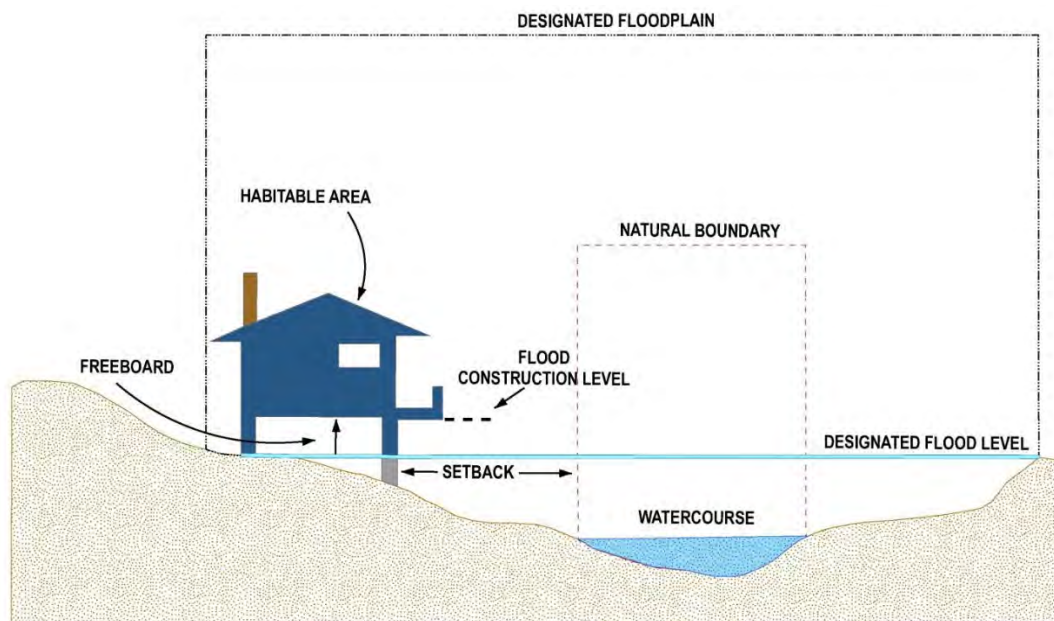 DESIGNATED FLOODPLAIN
HABITABLE AREA
NATURAL BOUNDARY
FREEBOARD
FLOOD
CONSTRUCTION LEVEL
DESIGNATED FLOOD LEVEL
SETBACK
WATERCOURSE